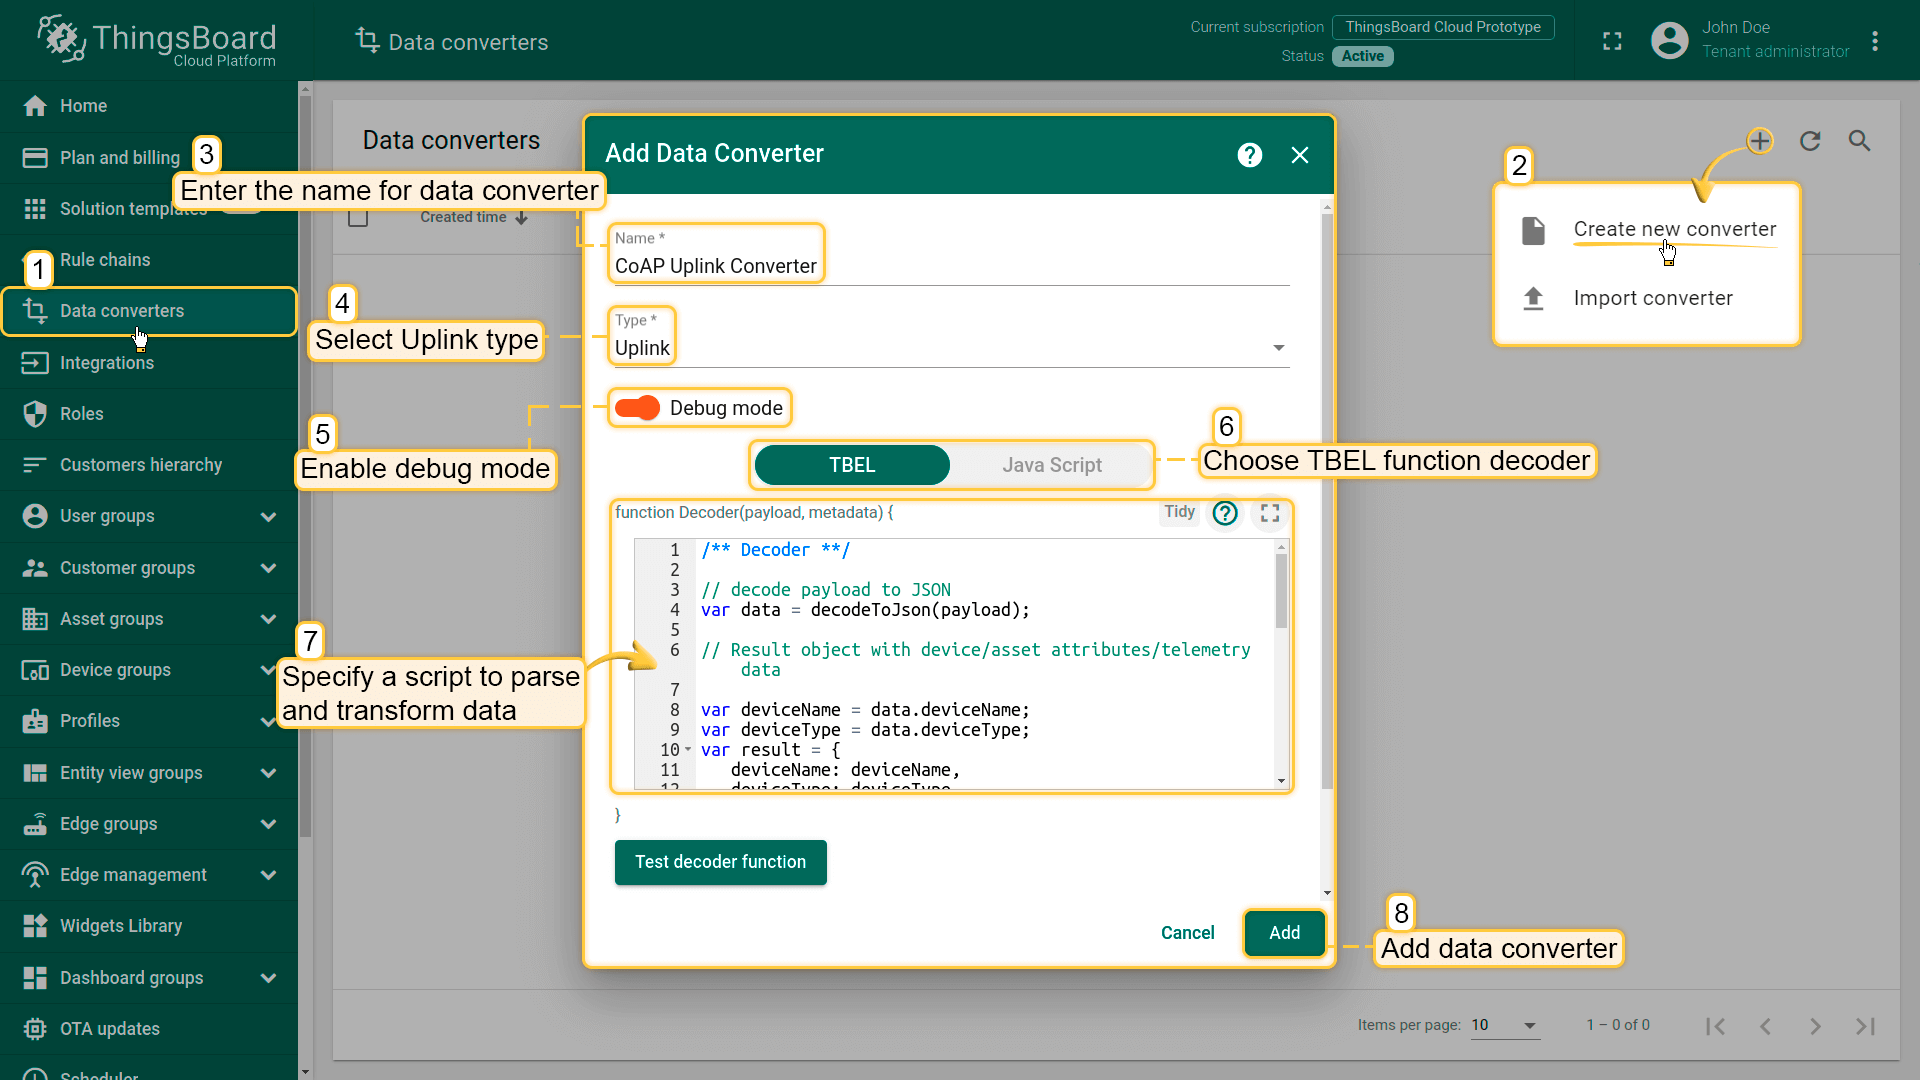 ThingsBoard
Cloud Platform
Data converters
Current subscription
ThingsBoard Cloud Prototype
Status
Active
John Doe
Tenant administrator
Home
Plan and billing
Solution templates
Rule chains
Data converters
Integrations
Roles
Customers hierarchy
User groups
Customer groups
Asset groups
Device groups
Profiles
Entity view groups
Edge groups
Edge management
Widgets Library
Dashboard groups
OTA updates
Scheduler
Data converters
Created time
1
2
Create new converter
Import converter
3
Enter the name for data converter
4
Select Uplink type
5
Enable debug mode
6
Choose TBEL function decoder
7
Specify a script to parse
and transform data
8
Add data converter
Add Data Converter
Name *
CoAP Uplink Converter
Type *
Uplink
Debug mode
TBEL
Java Script
function Decoder(payload, metadata) {
Tidy
1 /** Decoder **/
2
3 // decode payload to JSON
4 var data = decodeToJson(payload);
5
6 // Result object with device/asset attributes/telemetry
data
7
8 var deviceName = data.deviceName;
9 var deviceType = data.deviceType;
10 var result = {
11 deviceName: deviceName,
12 deviceType: deviceType,
}
Test decoder function
Cancel
Add
Items per page: 10
1 – 0 of 0